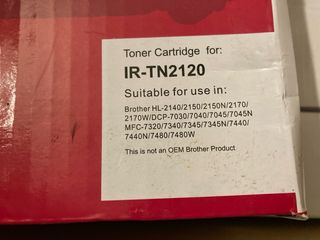 Toner Cartridge for:
IR-TN2120
Suitable for use in:
Brother HL-2140/2150/2150N/2170/
2170W/DCP-7030/7040/7045/7045N
MFC-7320/7340/7345/7345N/7440/
7440N/7480/7480W
This is not an OEM Brother Product